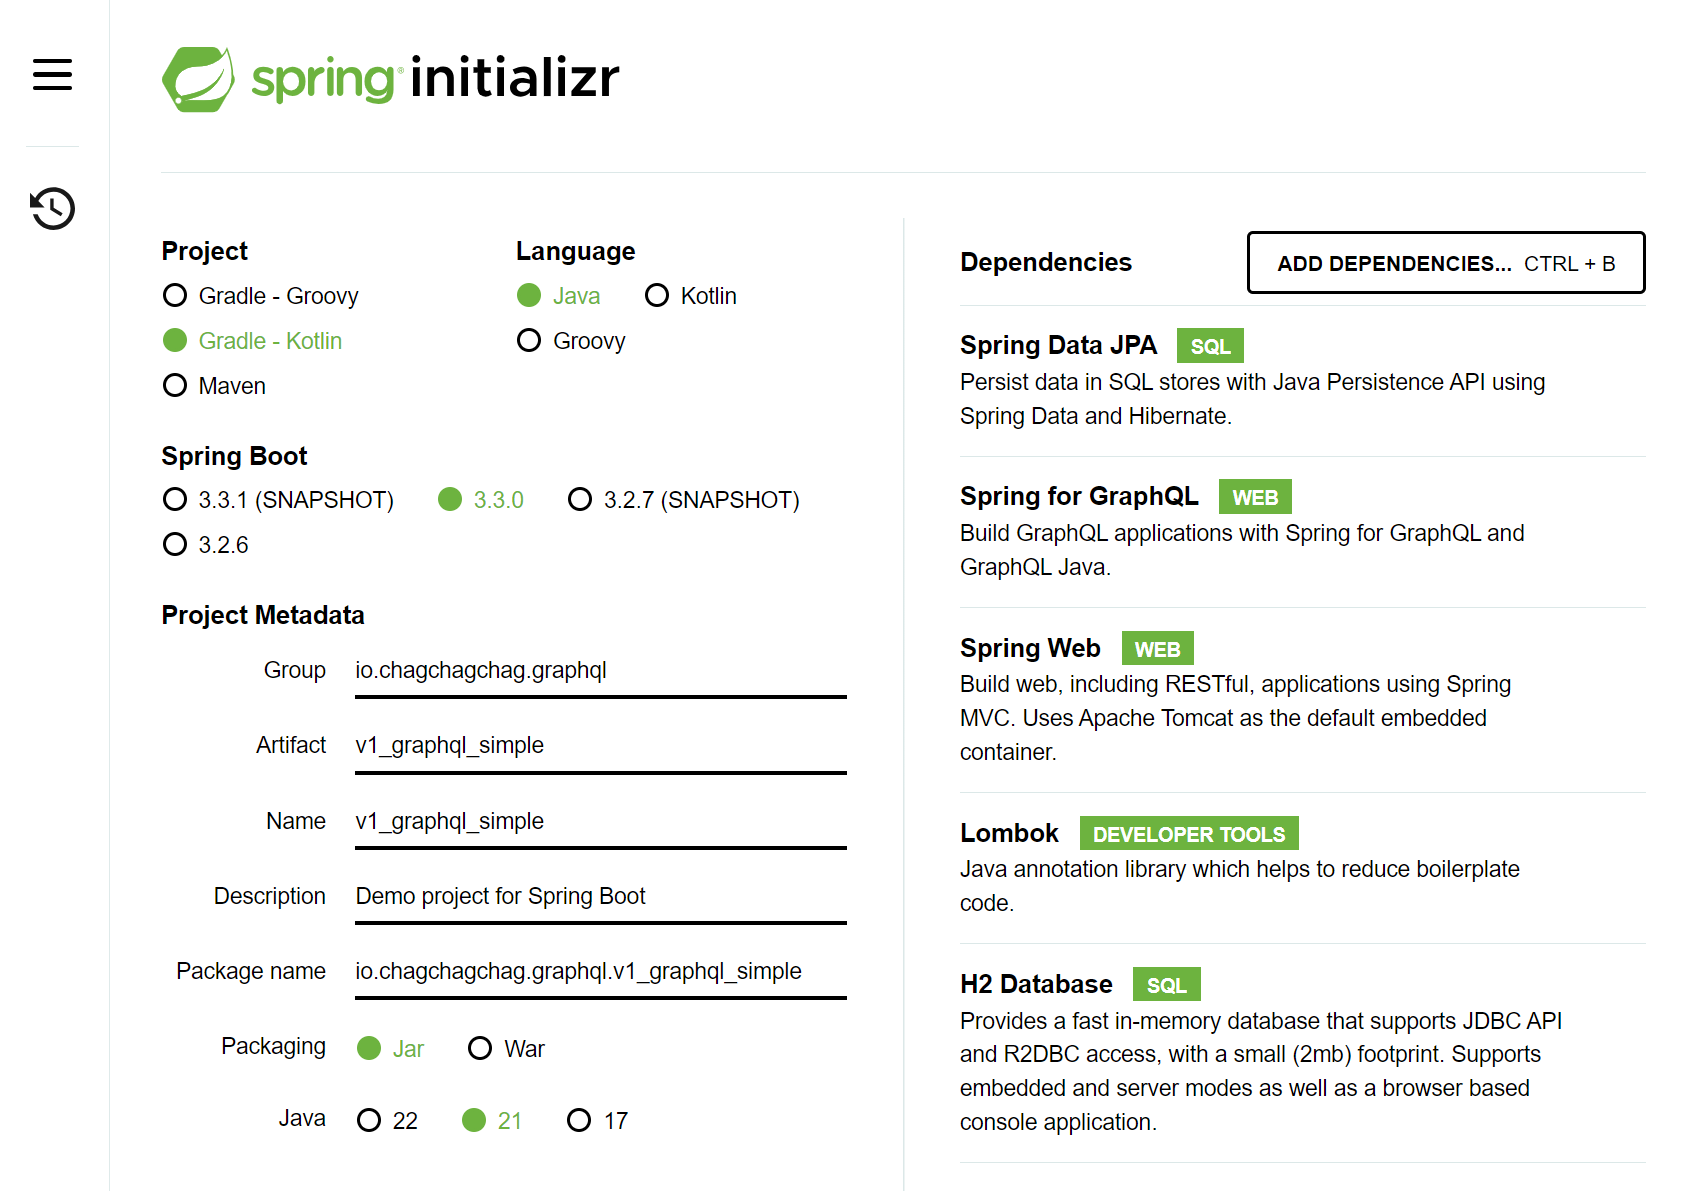 spring initializr
Project
Gradle - Groovy
Gradle - Kotlin
Maven
Language
Java Kotlin
Groovy
Spring Boot
3.3.1 (SNAPSHOT) 3.3.0 3.2.7 (SNAPSHOT)
3.2.6
Project Metadata
Group io.chagchagchag.graphql
Artifact v1_graphql_simple
Name v1_graphql_simple
Description Demo project for Spring Boot
Package name io.chagchagchag.graphql.v1_graphql_simple
Packaging Jar War
Java 22 21 17
Dependencies ADD DEPENDENCIES... CTRL + B
Spring Data JPA SQL
Persist data in SQL stores with Java Persistence API using
Spring Data and Hibernate.
Spring for GraphQL WEB
Build GraphQL applications with Spring for GraphQL and
GraphQL Java.
Spring Web WEB
Build web, including RESTful, applications using Spring
MVC. Uses Apache Tomcat as the default embedded
container.
Lombok DEVELOPER TOOLS
Java annotation library which helps to reduce boilerplate
code.
H2 Database SQL
Provides a fast in-memory database that supports JDBC API
and R2DBC access, with a small (2mb) footprint. Supports
embedded and server modes as well as a browser based
console application.